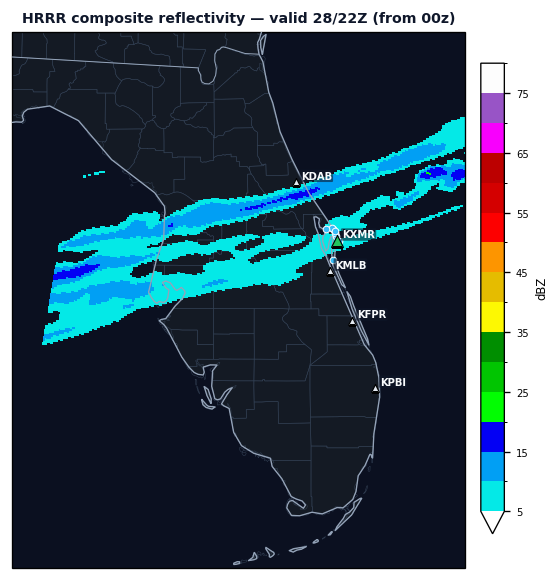 HRRR composite reflectivity — valid 28/22Z (from 00z)
KDAB
KXMR
KMLB
KFPR
KPBI
75
65
55
45
35
25
15
5
dBZ